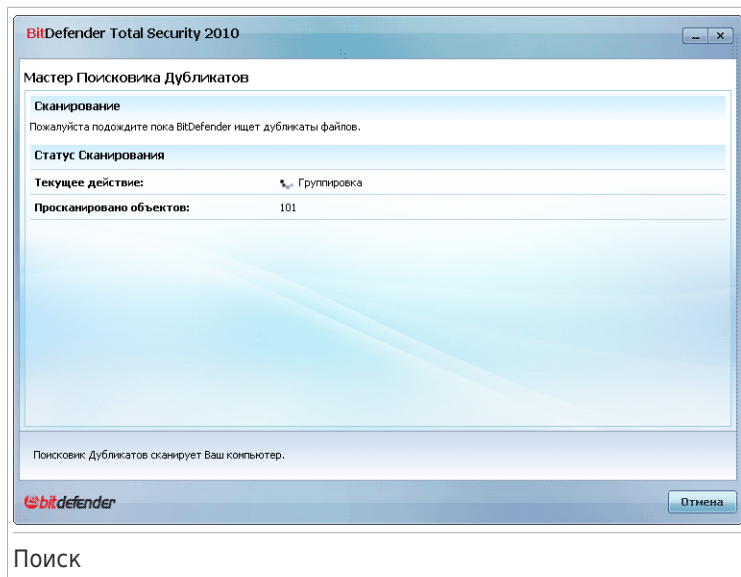 BitDefender Total Security 2010
Мастер Поисковика Дубликатов
Сканирование
Пожалуйста подождите пока BitDefender ищет дубликаты файлов.
Статус Сканирования
Текущее действие: Группировка
Просканировано объектов: 101
Поисковик Дубликатов сканирует Ваш компьютер.
bitdefender
Отмена
Поиск